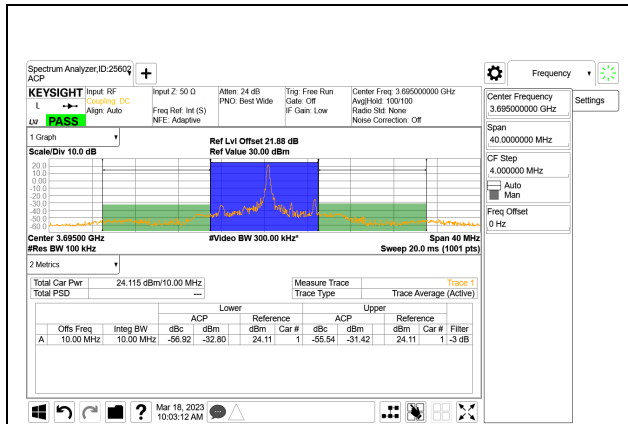 Spectrum Analyzer,ID:25602
ACP
Frequency
KEYSIGHT
L
LXI
PASS
Input: RF
Coupling: DC
Align: Auto
Input Z: 50 Ω
Freq Ref: Int (S)
NFE: Adaptive
Atten: 24 dB
PNO: Best Wide
Trig: Free Run
Gate: Off
IF Gain: Low
Center Freq: 3.695000000 GHz
Avg|Hold: 100/100
Radio Std: None
Noise Correction: Off
Center Frequency
3.695000000 GHz
Settings
Span
40.0000000 MHz
CF Step
4.000000 MHz
Auto
Man
Freq Offset
0 Hz
1 Graph
Scale/Div 10.0 dB
Ref Lvl Offset 21.88 dB
Ref Value 30.00 dBm
20.0
10.0
0.00
-10.0
-20.0
-30.0
-40.0
-50.0
-60.0
Center 3.69500 GHz
#Res BW 100 kHz
#Video BW 300.00 kHz*
Span 40 MHz
Sweep 20.0 ms (1001 pts)
2 Metrics
Total Car Pwr 24.115 dBm/10.00 MHz
Total PSD ---
Measure Trace Trace 1
Trace Type Trace Average (Active)
Lower Upper
ACP Reference ACP Reference
Offs Freq Integ BW dBc dBm dBm Car # dBc dBm dBm Car # Filter
A 10.00 MHz 10.00 MHz -56.92 -32.80 24.11 1 -55.54 -31.42 24.11 1 -3 dB
?
Mar 18, 2023
10:03:12 AM